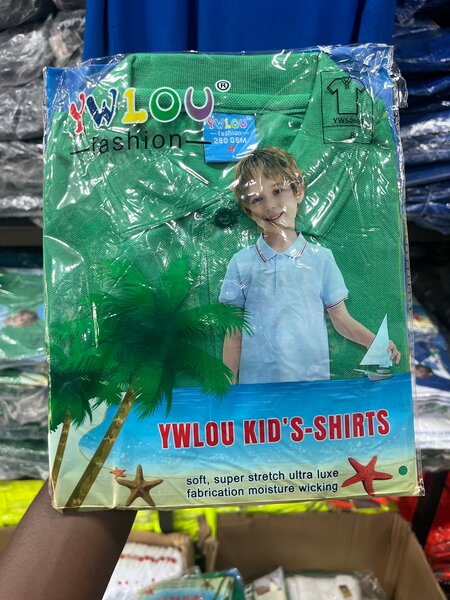 YWLOU®
fashion
YWLOU
fashion
280 GSM
YWLOU KID'S-SHIRTS
soft, super stretch ultra luxe
fabrication moisture wicking